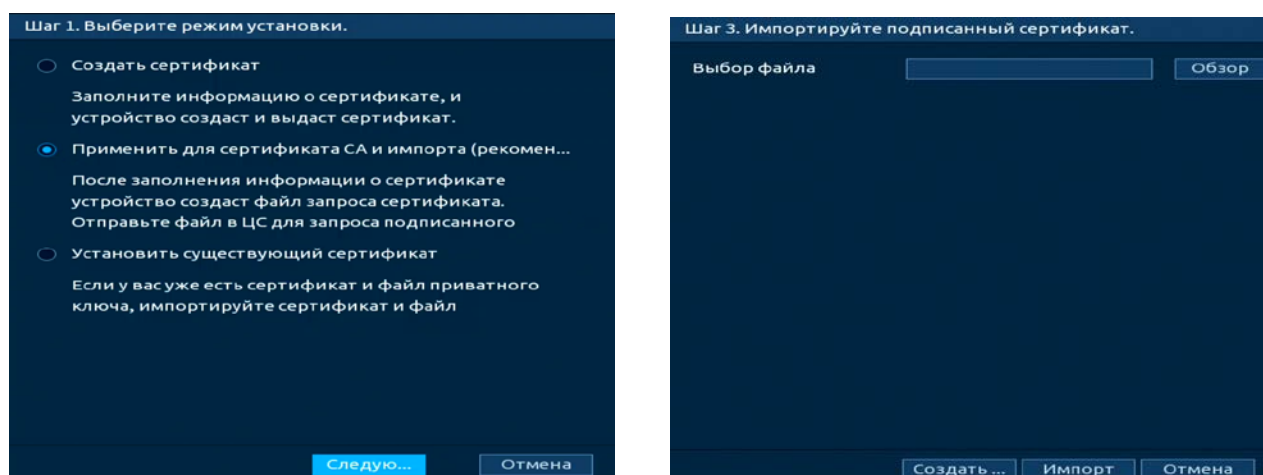 Шаг 1. Выберите режим установки.
Создать сертификат
Заполните информацию о сертификате, и
устройство создаст и выдаст сертификат.
Применить для сертификата CA и импорта (рекомен...
После заполнения информации о сертификате
устройство создаст файл запроса сертификата.
Отправьте файл в ЦС для запроса подписанного
Установить существующий сертификат
Если у вас уже есть сертификат и файл приватного
ключа, импортируйте сертификат и файл
Следую...
Отмена
Шаг 3. Импортируйте подписанный сертификат.
Выбор файла
Обзор
Создать ...
Импорт
Отмена